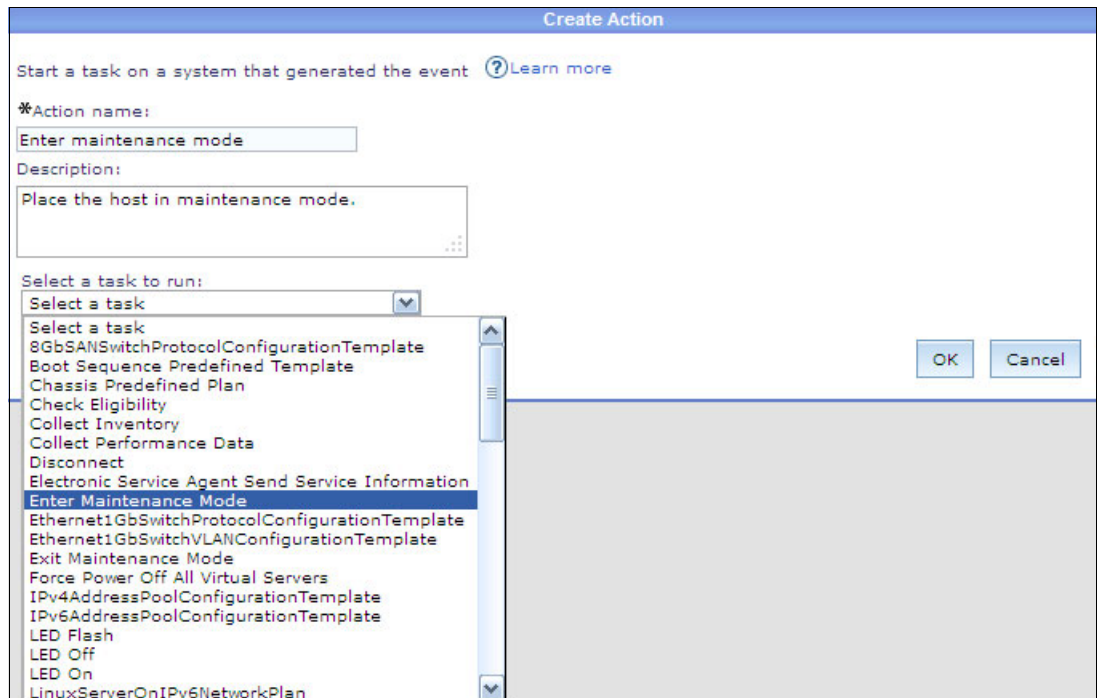 Create Action
Start a task on a system that generated the event ?Learn more
*Action name:
Enter maintenance mode
Description:
Place the host in maintenance mode.
Select a task to run:
Select a task
Select a task
8GbSANSwitchProtocolConfigurationTemplate
Boot Sequence Predefined Template
Chassis Predefined Plan
Check Eligibility
Collect Inventory
Collect Performance Data
Disconnect
Electronic Service Agent Send Service Information
Enter Maintenance Mode
Ethernet1GbSwitchProtocolConfigurationTemplate
Ethernet1GbSwitchVLANConfigurationTemplate
Exit Maintenance Mode
Force Power Off All Virtual Servers
IPv4AddressPoolConfigurationTemplate
IPv6AddressPoolConfigurationTemplate
LED Flash
LED Off
LED On
LinuxServerOnIPv6NetworkPlan
OK Cancel